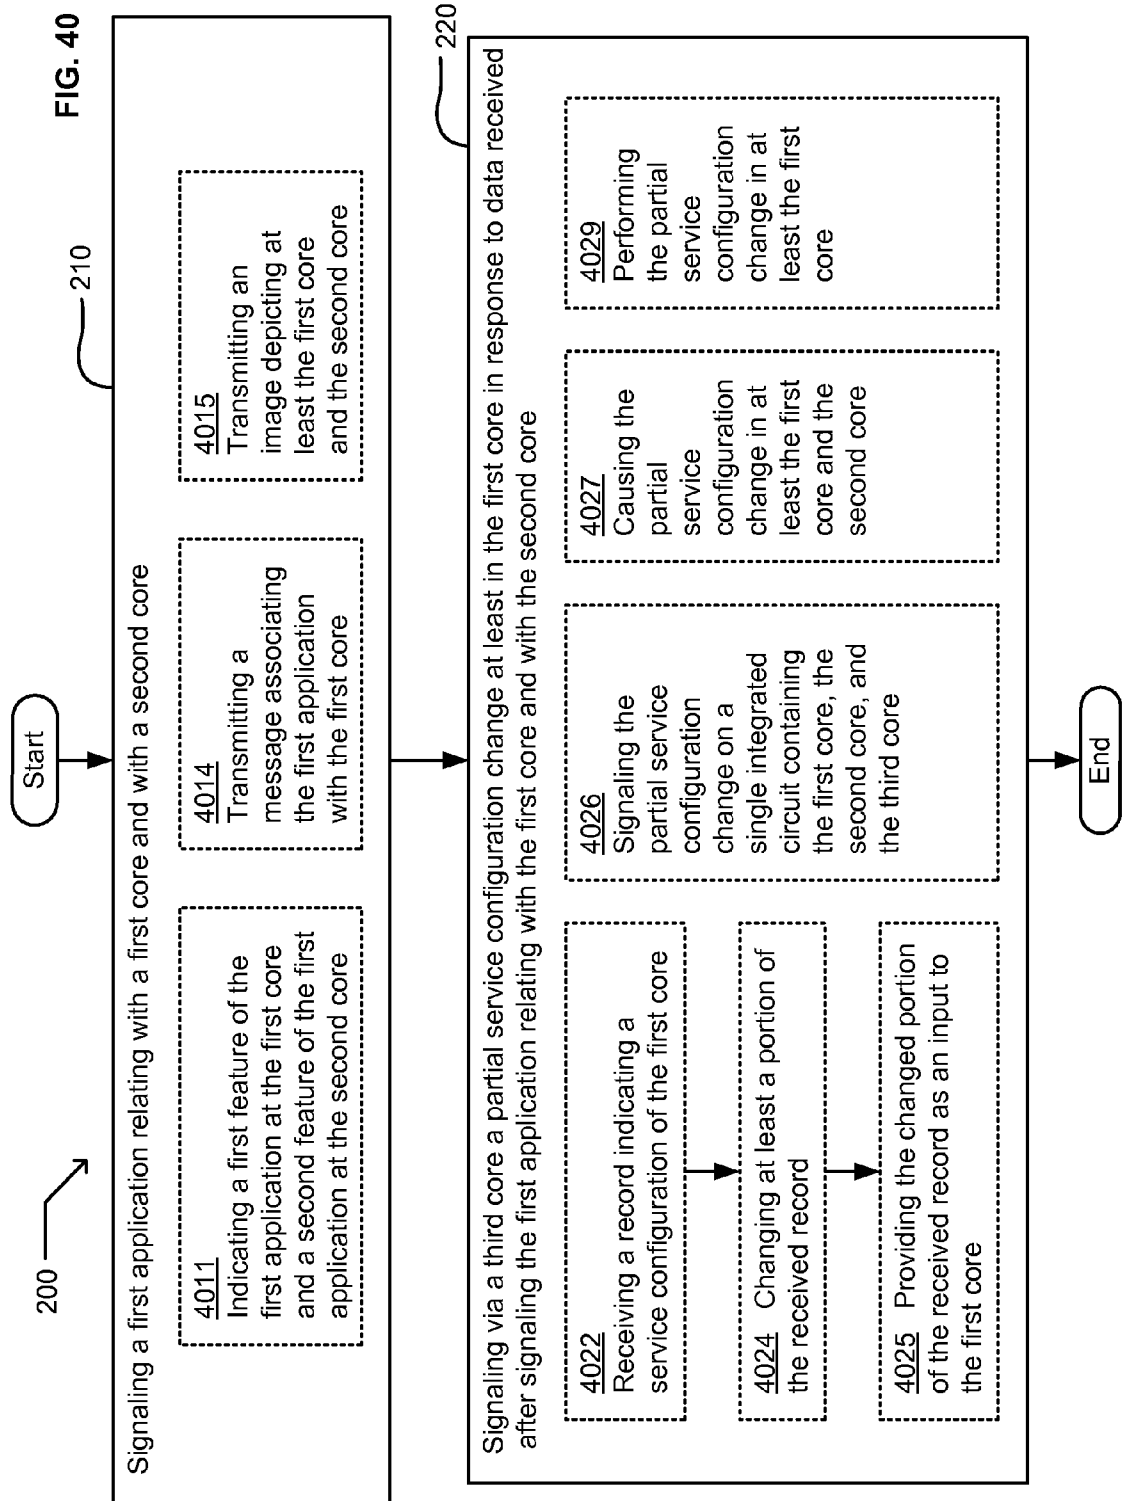 FIG. 40
200
Start
210
Signaling a first application relating with a first core and with a second core
4011
Indicating a first feature of the
first application at the first core
and a second feature of the first
application at the second core
4014
Transmitting a
message associating
the first application
with the first core
4015
Transmitting an
image depicting at
least the first core
and the second core
220
Signaling via a third core a partial service configuration change at least in the first core in response to data received
after signaling the first application relating with the first core and with the second core
4022
Receiving a record indicating a
service configuration of the first core
4024 Changing at least a portion of
the received record
4025 Providing the changed portion
of the received record as an input to
the first core
4026
Signaling the
partial service
configuration
change on a
single integrated
circuit containing
the first core, the
second core, and
the third core
4027
Causing the
partial
service
configuration
change in at
least the first
core and the
second core
4029
Performing
the partial
service
configuration
change in at
least the first
core
End